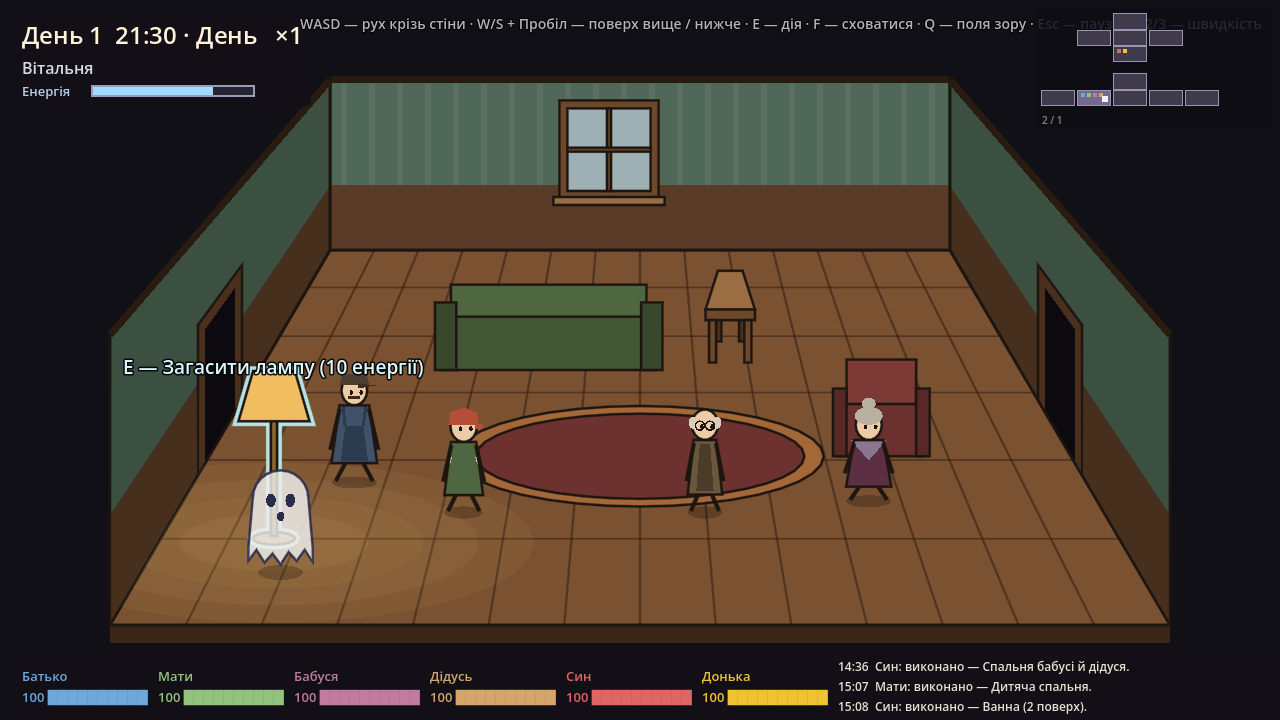 День 1 21:30 · День ×1
WASD — рух крізь стіни · W/S + Пробіл — поверх вище / нижче · E — дія · F — сховатися · Q — поля зору · Esc — пауза · 1/2/3 — швидкість
Вітальня
Енергія
2 / 1
E — Загасити лампу (10 енергії)
Батько
Мати
Бабуся
Дідусь
Син
Донька
100
100
100
100
100
100
14:36 Син: виконано — Спальня бабусі й дідуся.
15:07 Мати: виконано — Дитяча спальня.
15:08 Син: виконано — Ванна (2 поверх).